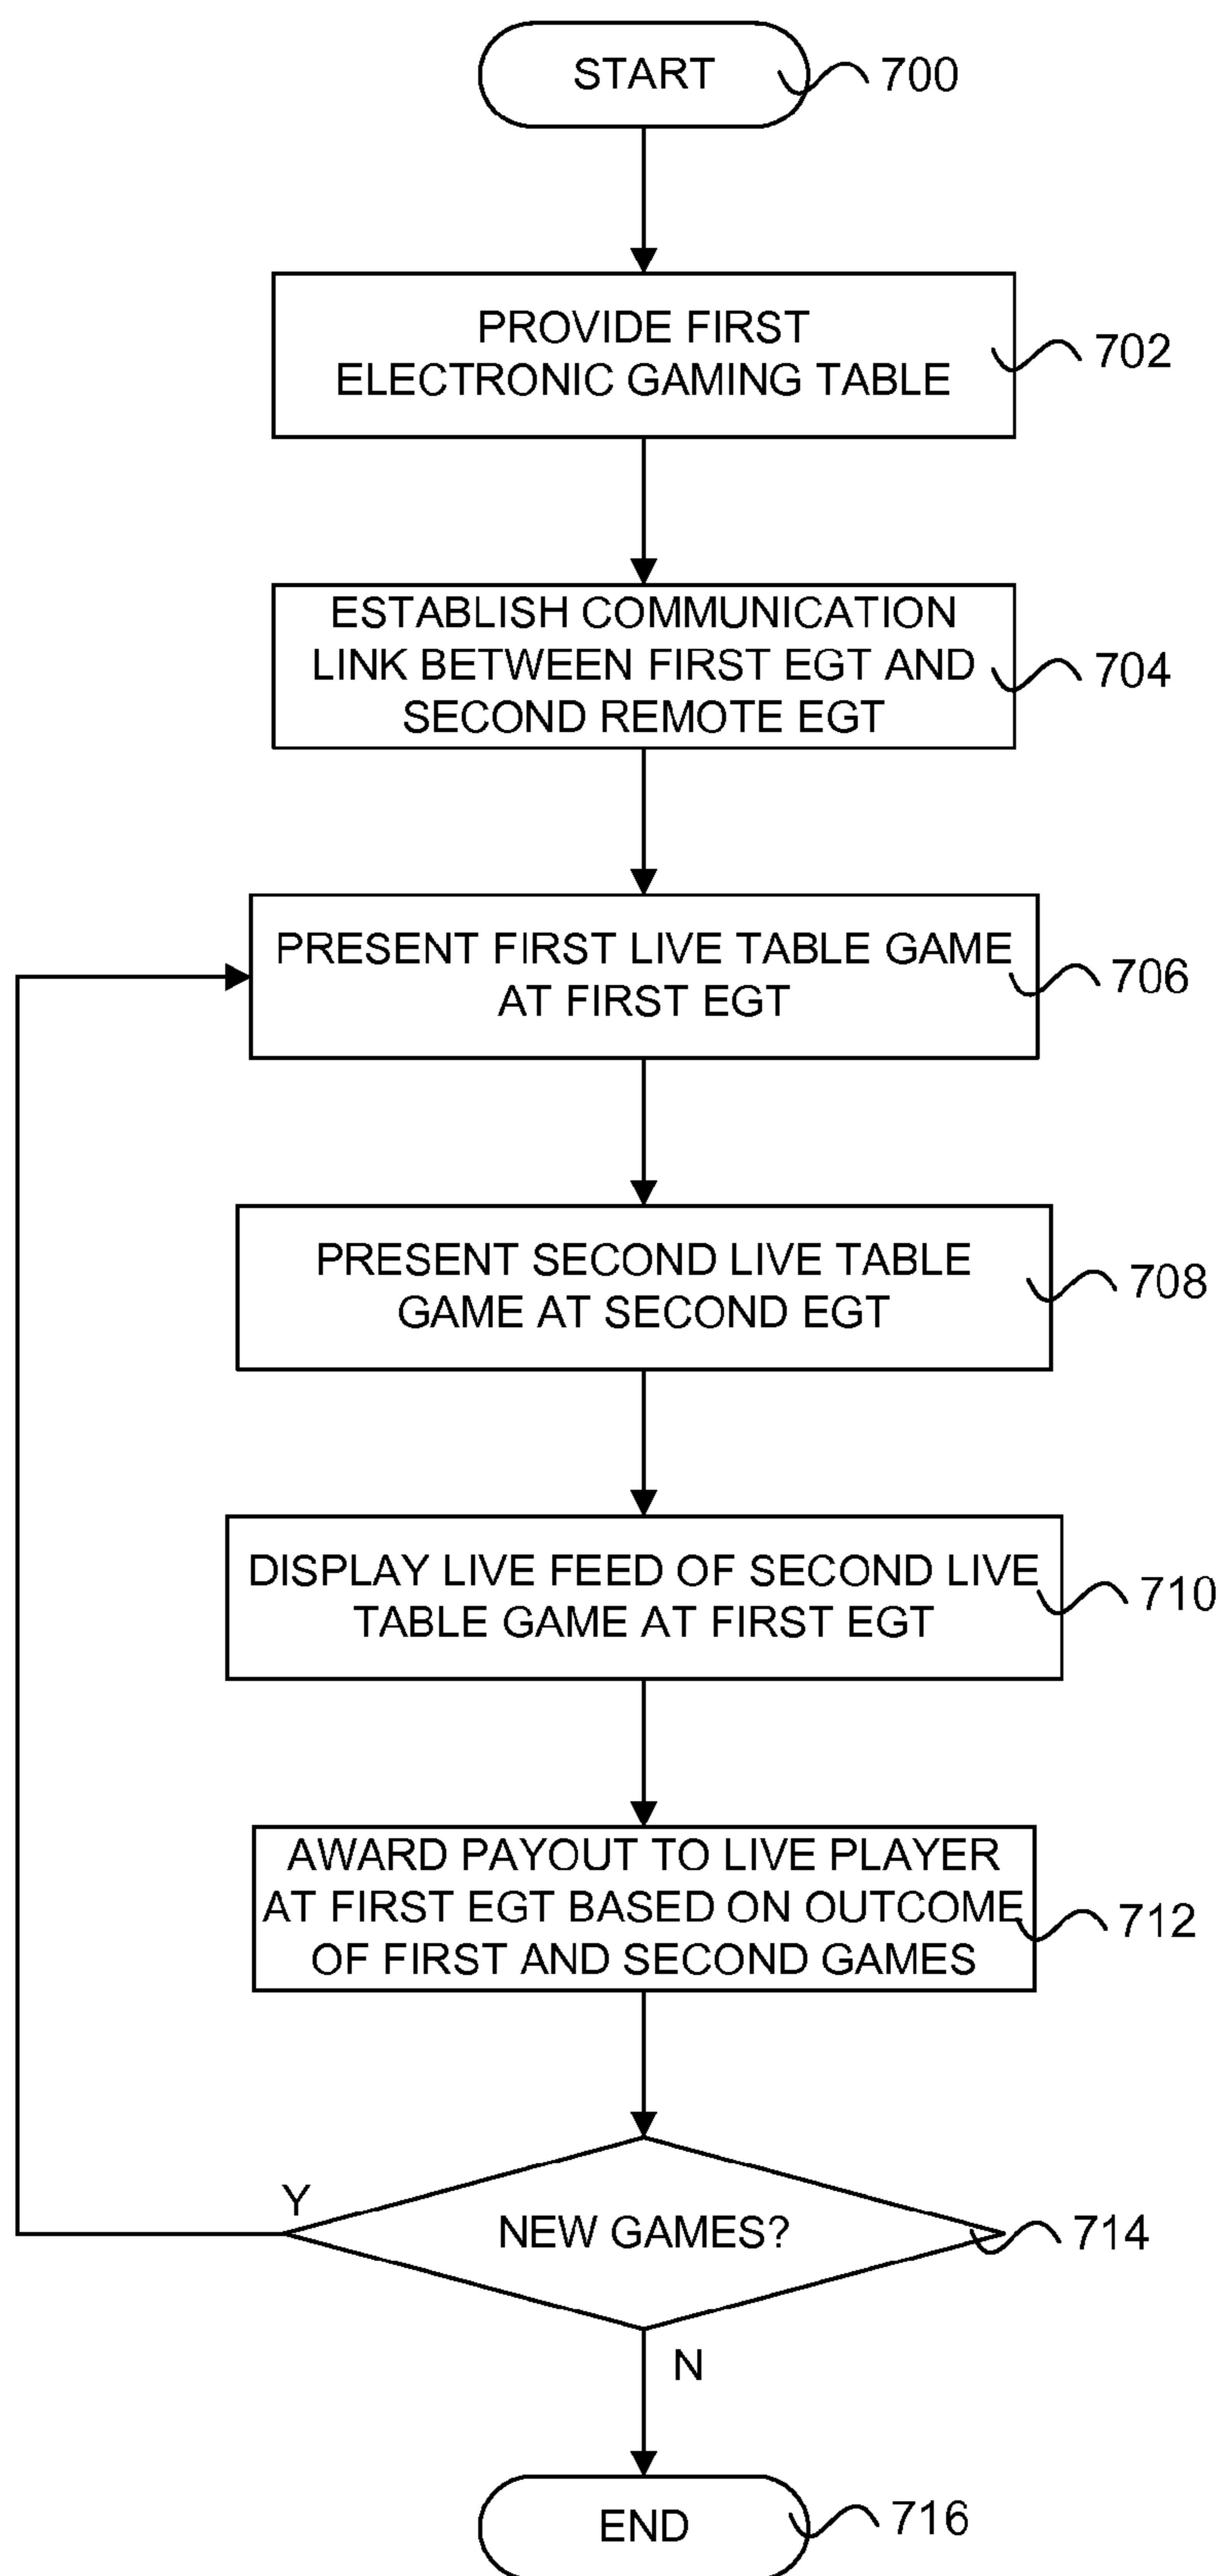 START
700
PROVIDE FIRST
ELECTRONIC GAMING TABLE
702
ESTABLISH COMMUNICATION
LINK BETWEEN FIRST EGT AND
SECOND REMOTE EGT
704
PRESENT FIRST LIVE TABLE GAME
AT FIRST EGT
706
PRESENT SECOND LIVE TABLE
GAME AT SECOND EGT
708
DISPLAY LIVE FEED OF SECOND LIVE
TABLE GAME AT FIRST EGT
710
AWARD PAYOUT TO LIVE PLAYER
AT FIRST EGT BASED ON OUTCOME
OF FIRST AND SECOND GAMES
712
Y
NEW GAMES?
714
N
END
716